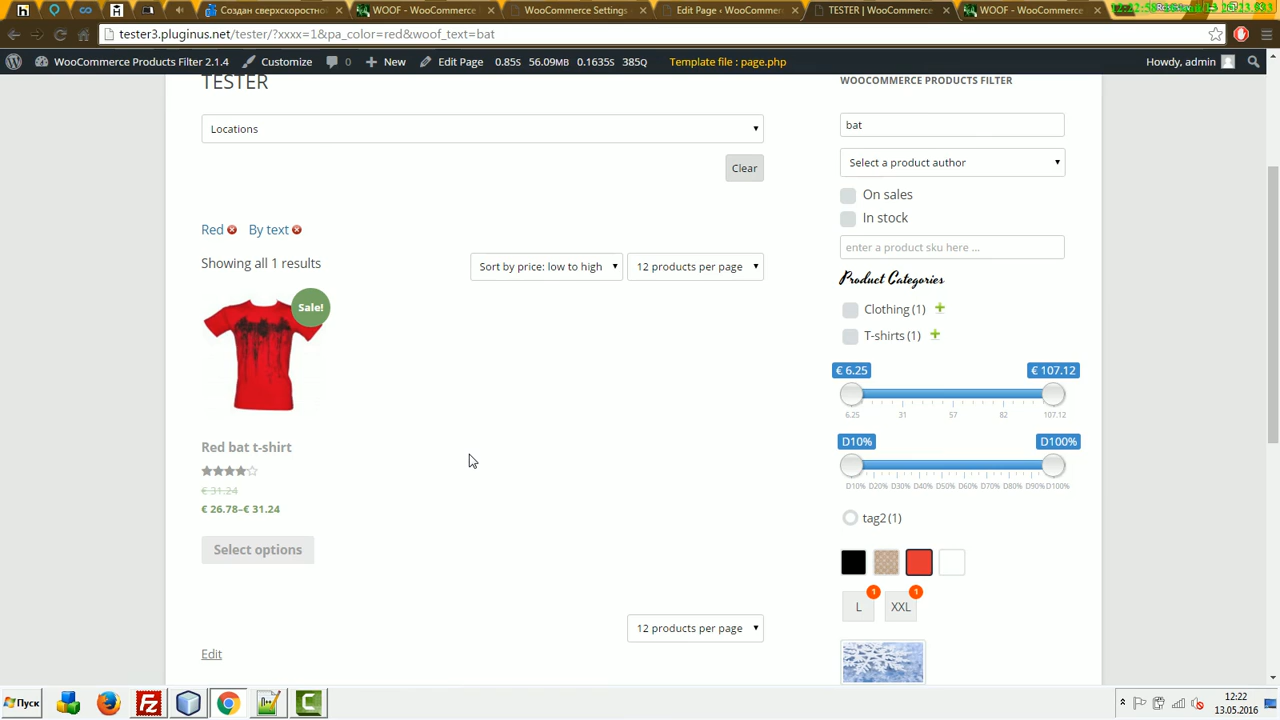 Создан сверхскоростно
WOOF - WooCommerce
WooCommerce Settings
Edit Page ‹ WooComme
TESTER | WooCommerce
WOOF - WooCommerce
tester3.pluginus.net/tester/?xxxx=1&pa_color=red&woof_text=bat
WooCommerce Products Filter 2.1.4 Customize 0 New Edit Page 0.85S 56.09MB 0.1635S 385Q Template file : page.php Howdy, admin
TESTER
WOOCOMMERCE PRODUCTS FILTER
Locations
bat
Clear
Select a product author
On sales
In stock
Red By text
enter a product sku here ...
Showing all 1 results
Sort by price: low to high
12 products per page
Product Categories
Sale!
Clothing (1)
T-shirts (1)
€ 6.25 € 107.12
6.25 31 57 82 107.12
Red bat t-shirt
€ 31.24
€ 26.78–€ 31.24
D10% D100%
D10% D20% D30% D40% D50% D60% D70% D80% D90% D100%
tag2 (1)
Select options
1 1
L XXL
12 products per page
Edit
Пуск
12:22
13.05.2016